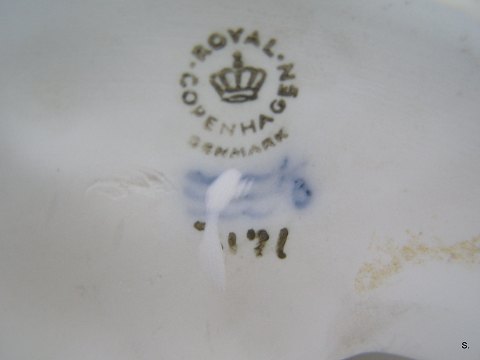 ROYAL
COPENHAGEN
DENMARK
S.